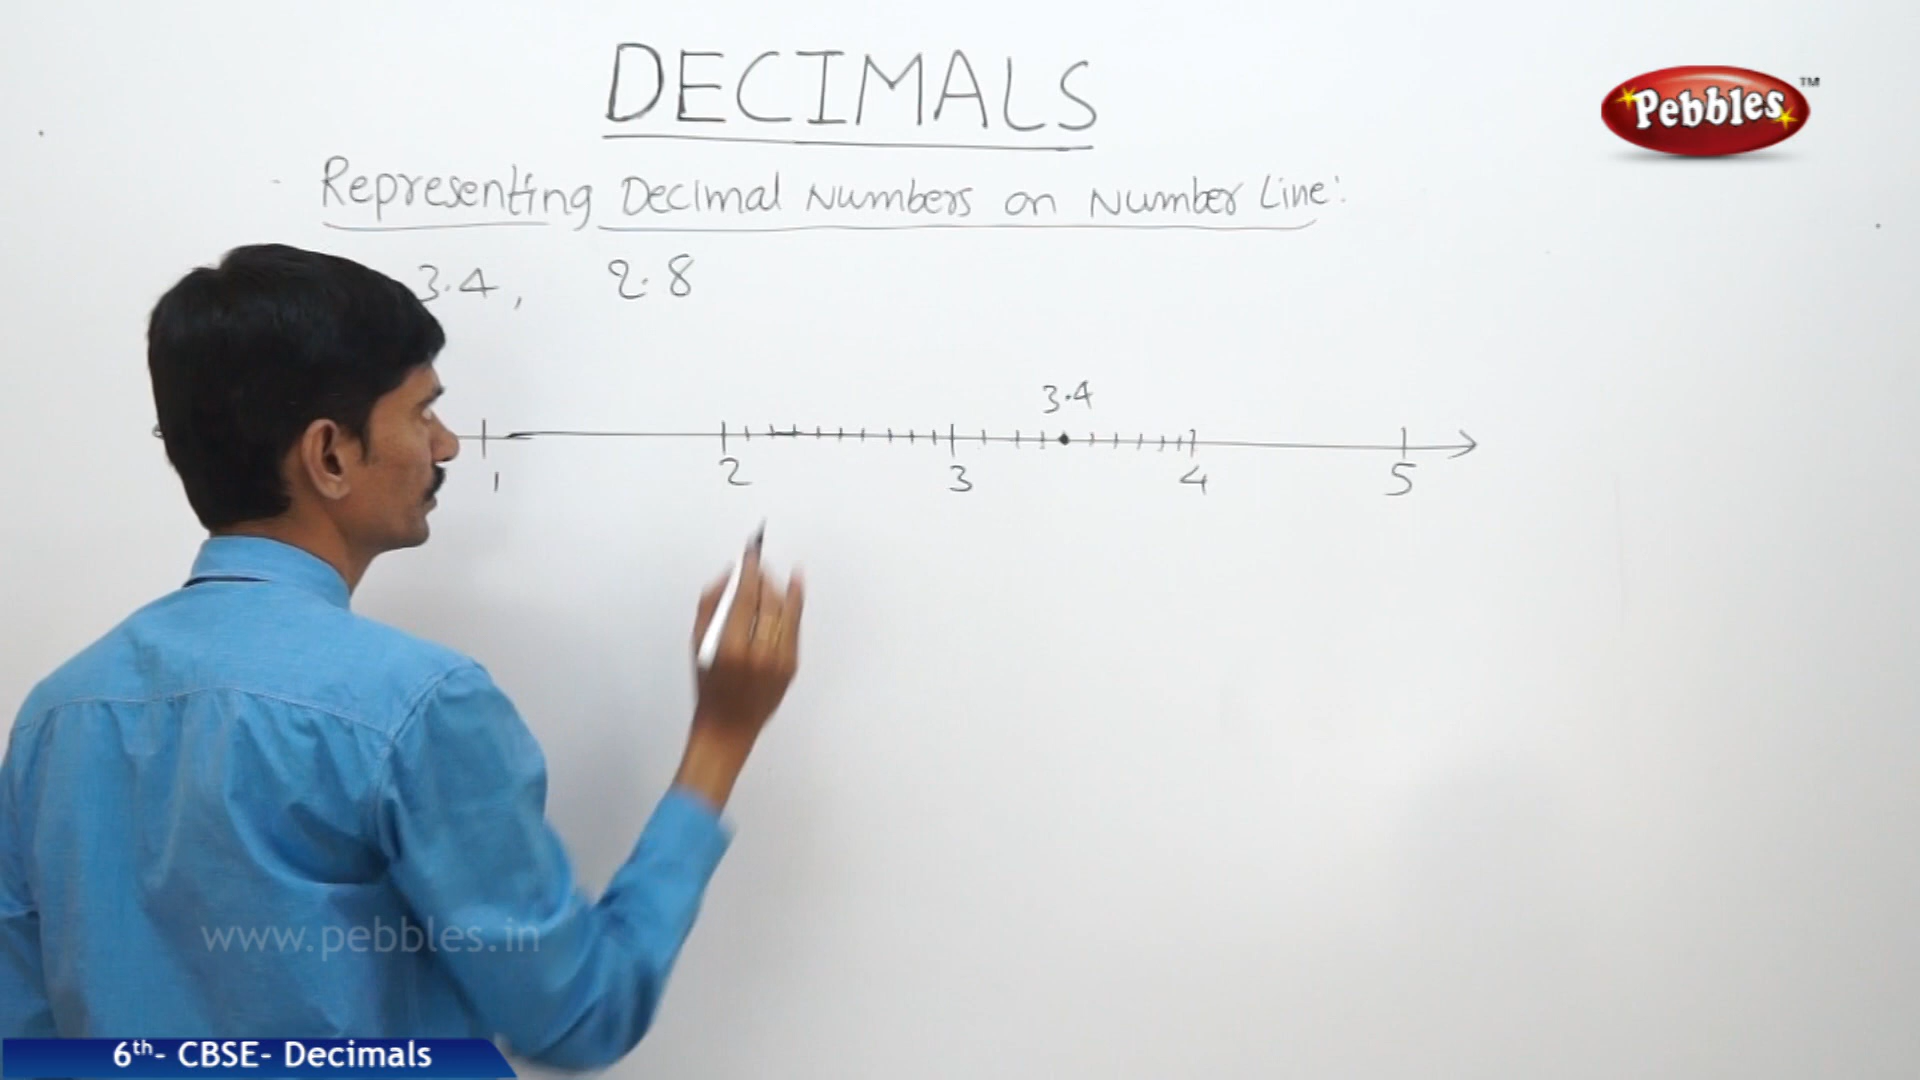 DECIMALS
Pebbles™
Representing Decimal Numbers on Number Line:
3.4, 2.8
3.4
1 2 3 4 5
www.pebbles.in
6th- CBSE- Decimals